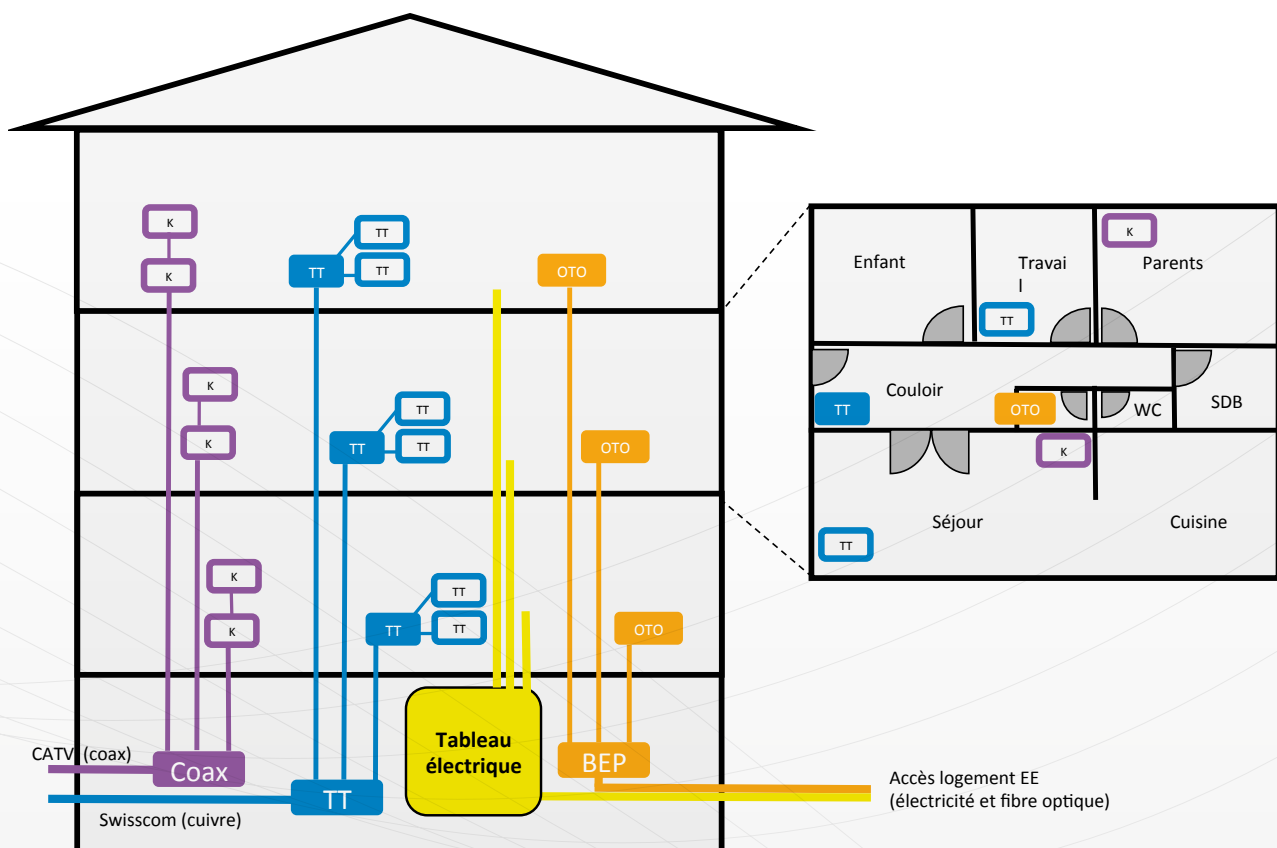 K
K
TT
TT
TT
OTO
K
K
TT
TT
TT
OTO
K
K
TT
TT
TT
OTO
CATV (coax)
Coax
Swisscom (cuivre)
TT
Tableau
électrique
BEP
Accès logement EE
(électricité et fibre optique)
Enfant
Travai
l
Parents
K
TT
Couloir
TT
OTO
WC
SDB
K
Séjour
Cuisine
TT